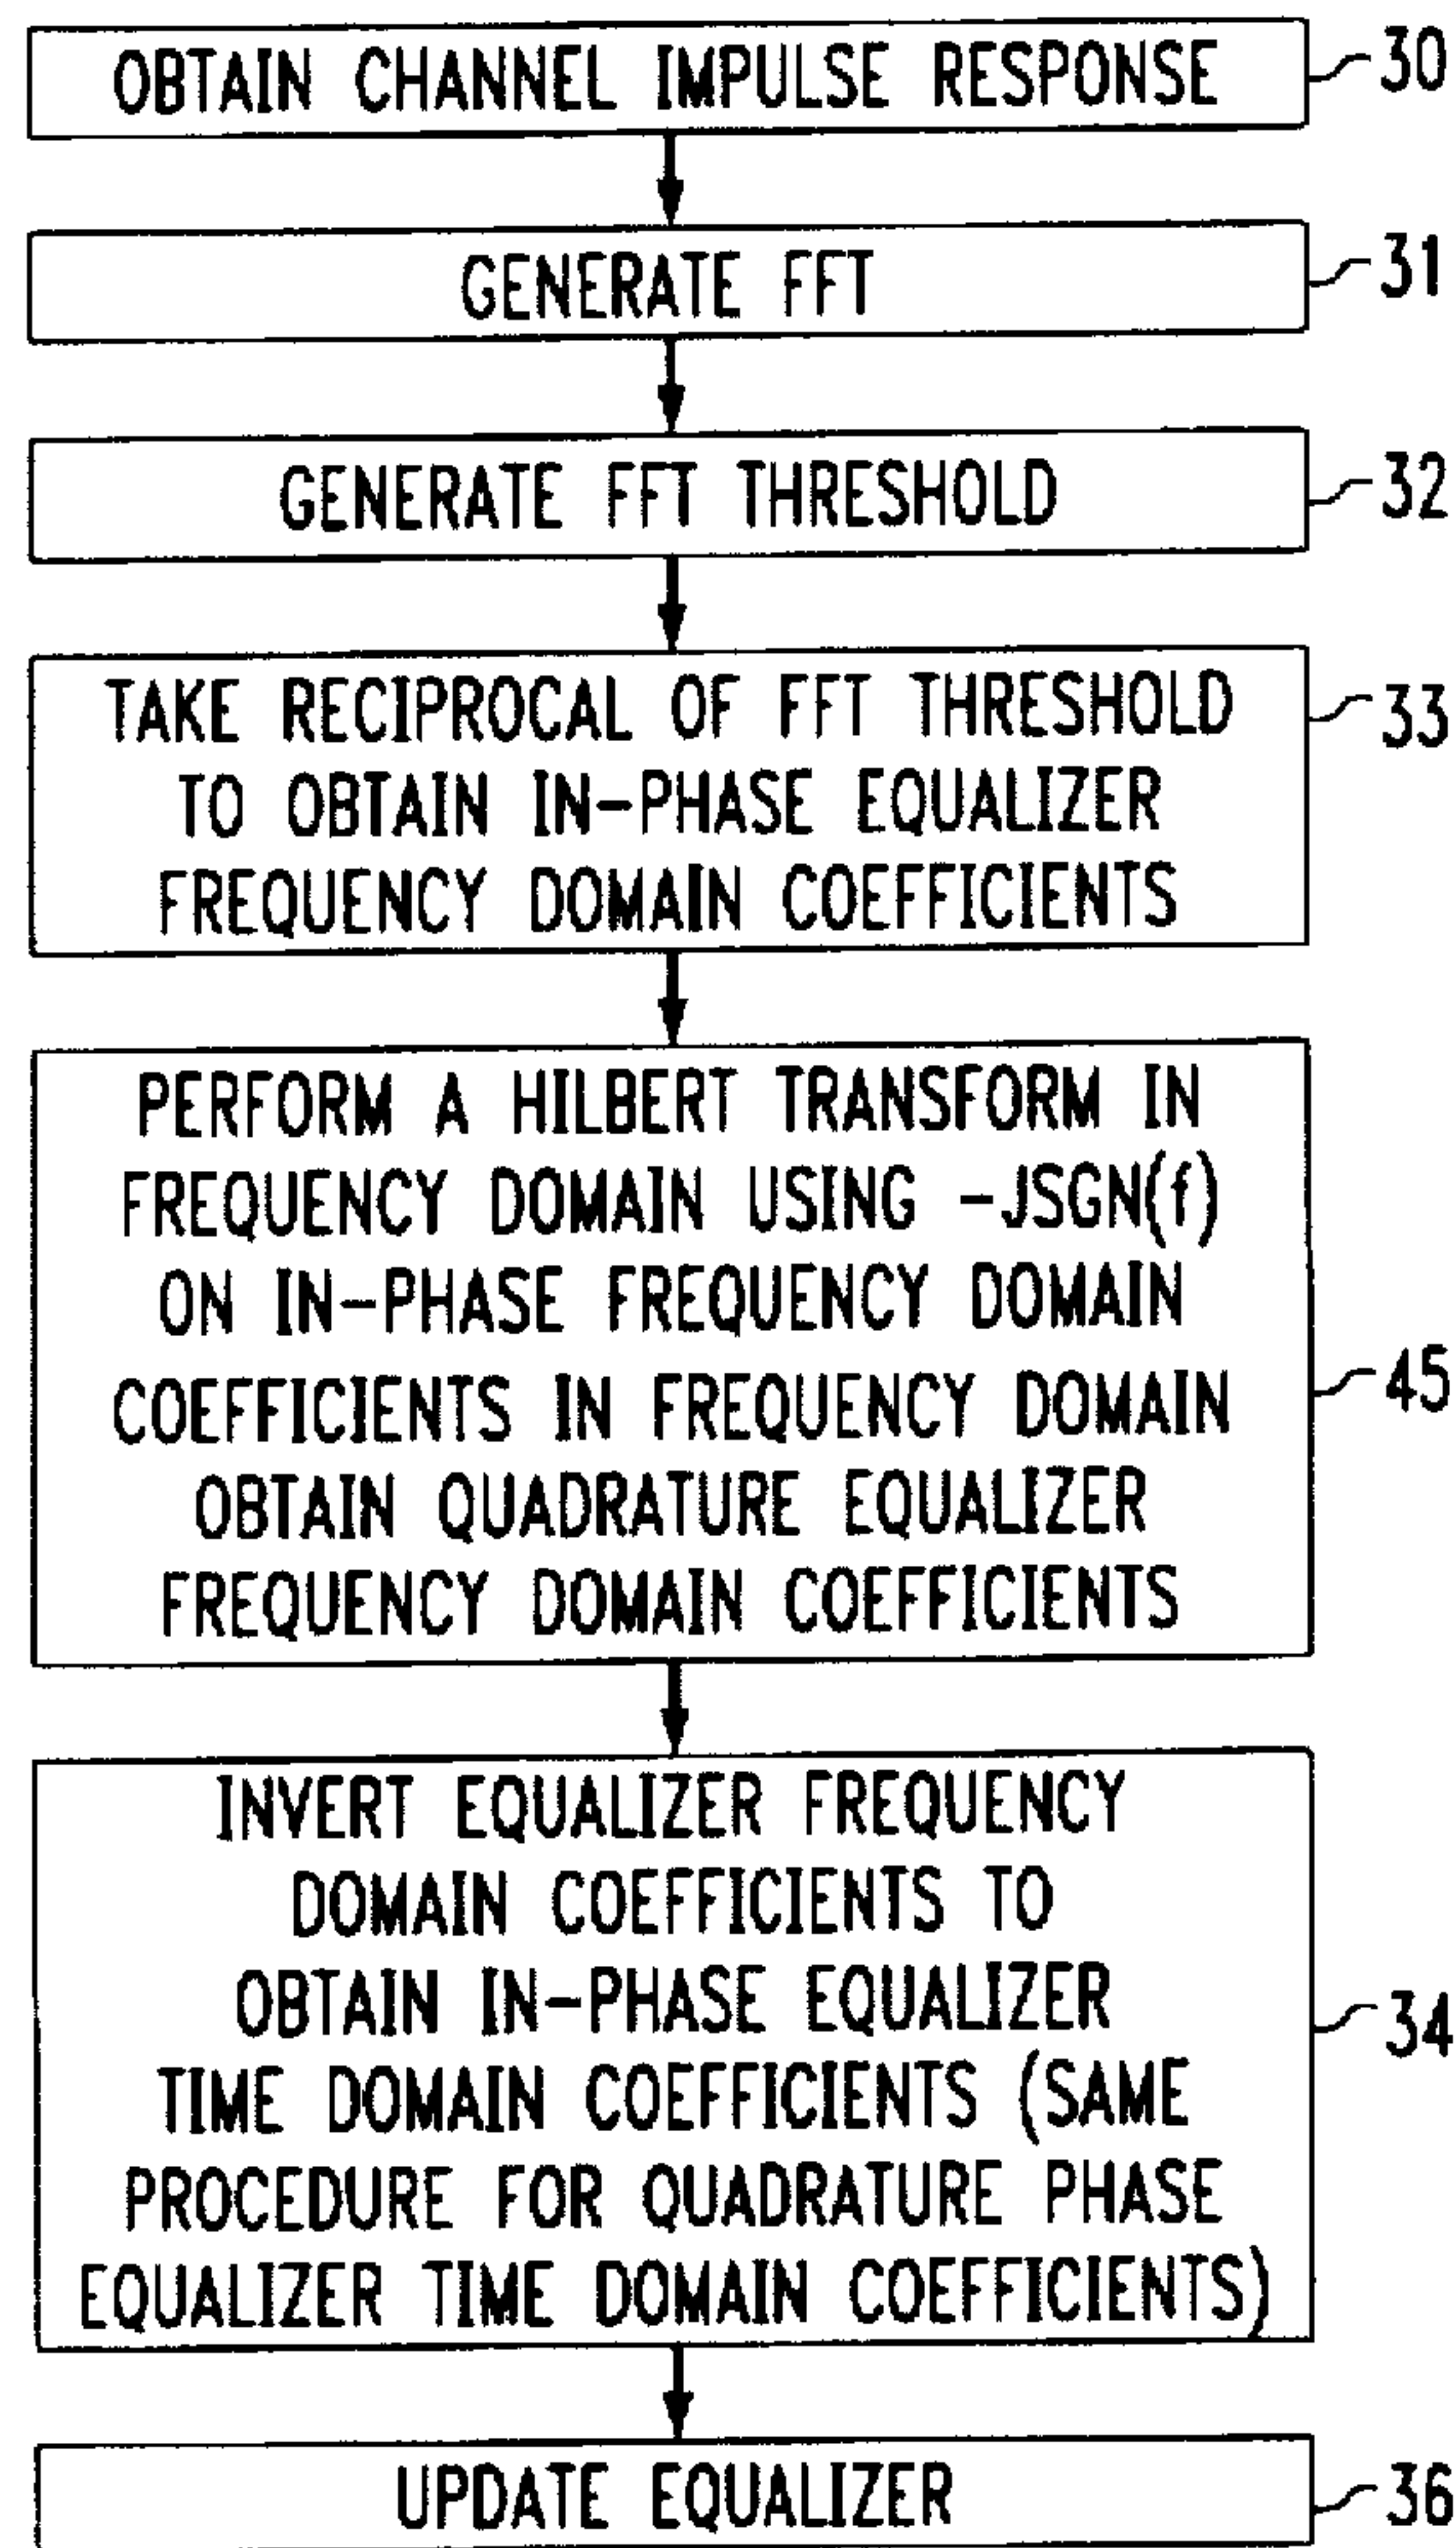 OBTAIN CHANNEL IMPULSE RESPONSE
30
GENERATE FFT
31
GENERATE FFT THRESHOLD
32
TAKE RECIPROCAL OF FFT THRESHOLD
TO OBTAIN IN-PHASE EQUALIZER
FREQUENCY DOMAIN COEFFICIENTS
33
PERFORM A HILBERT TRANSFORM IN
FREQUENCY DOMAIN USING -JSGN(f)
ON IN-PHASE FREQUENCY DOMAIN
COEFFICIENTS IN FREQUENCY DOMAIN
OBTAIN QUADRATURE EQUALIZER
FREQUENCY DOMAIN COEFFICIENTS
45
INVERT EQUALIZER FREQUENCY
DOMAIN COEFFICIENTS TO
OBTAIN IN-PHASE EQUALIZER
TIME DOMAIN COEFFICIENTS (SAME
PROCEDURE FOR QUADRATURE PHASE
EQUALIZER TIME DOMAIN COEFFICIENTS)
34
UPDATE EQUALIZER
36